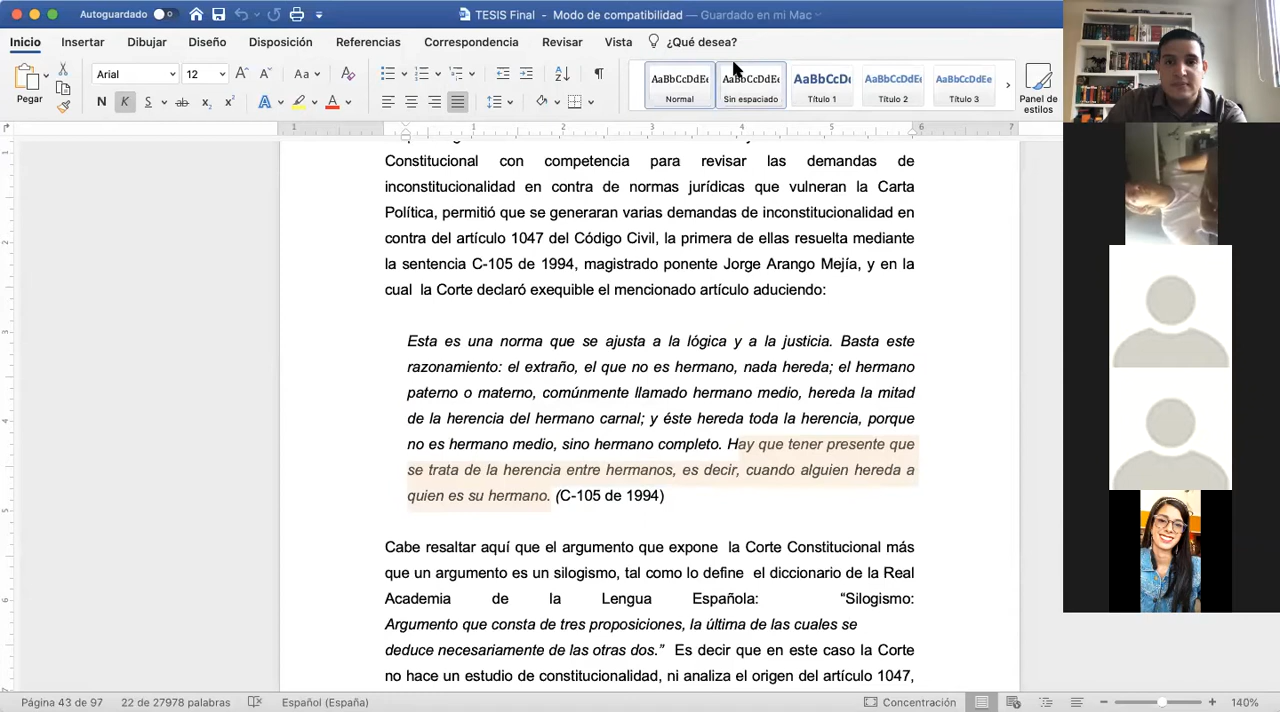 Autoguardado
TESIS Final - Modo de compatibilidad — Guardado en mi Mac
Inicio Insertar Dibujar Diseño Disposición Referencias Correspondencia Revisar Vista ¿Qué desea?
Pegar
Arial 12
N K S ab x₂ x²
AaBbCcDdEe AaBbCcDdEe AaBbCcDc AaBbCcDdEe AaBbCcDdEe
Normal Sin espaciado Título 1 Título 2 Título 3
Panel de
estilos
1 1 2 3 4 5 6 7
Constitucional con competencia para revisar las demandas de
inconstitucionalidad en contra de normas jurídicas que vulneran la Carta
Política, permitió que se generaran varias demandas de inconstitucionalidad en
contra del artículo 1047 del Código Civil, la primera de ellas resuelta mediante
la sentencia C-105 de 1994, magistrado ponente Jorge Arango Mejía, y en la
cual la Corte declaró exequible el mencionado artículo aduciendo:
Esta es una norma que se ajusta a la lógica y a la justicia. Basta este
razonamiento: el extraño, el que no es hermano, nada hereda; el hermano
paterno o materno, comúnmente llamado hermano medio, hereda la mitad
de la herencia del hermano carnal; y éste hereda toda la herencia, porque
no es hermano medio, sino hermano completo. Hay que tener presente que
se trata de la herencia entre hermanos, es decir, cuando alguien hereda a
quien es su hermano. (C-105 de 1994)
Cabe resaltar aquí que el argumento que expone la Corte Constitucional más
que un argumento es un silogismo, tal como lo define el diccionario de la Real
Academia de la Lengua Española: “Silogismo:
Argumento que consta de tres proposiciones, la última de las cuales se
deduce necesariamente de las otras dos.” Es decir que en este caso la Corte
no hace un estudio de constitucionalidad, ni analiza el origen del artículo 1047,
Página 43 de 97 22 de 27978 palabras Español (España) Concentración 140%